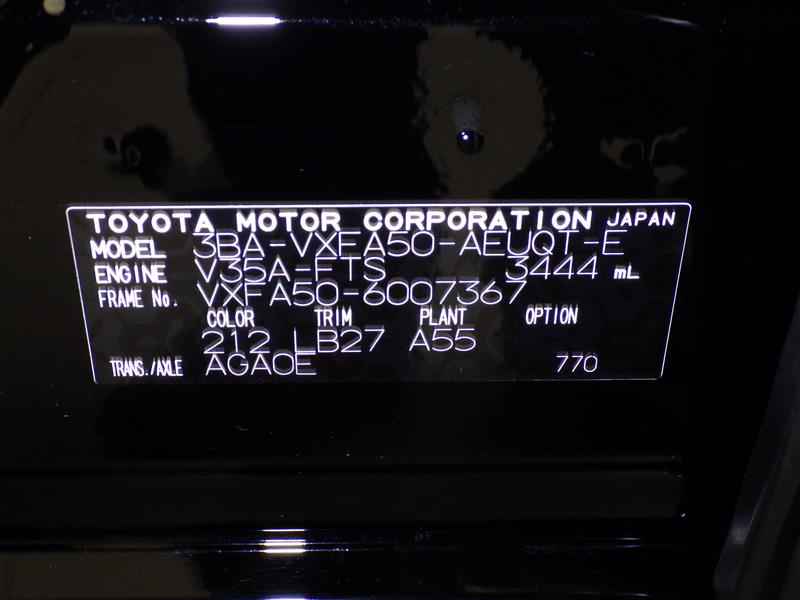 TOYOTA MOTOR CORPORATION JAPAN
MODEL 3BA-VXFA50-AEUQT-E
ENGINE V35A-FTS 3444 mL
FRAME No. VXFA50-6007367
COLOR TRIM PLANT OPTION
212 LB27 A55
TRANS./AXLE AGA0E 770